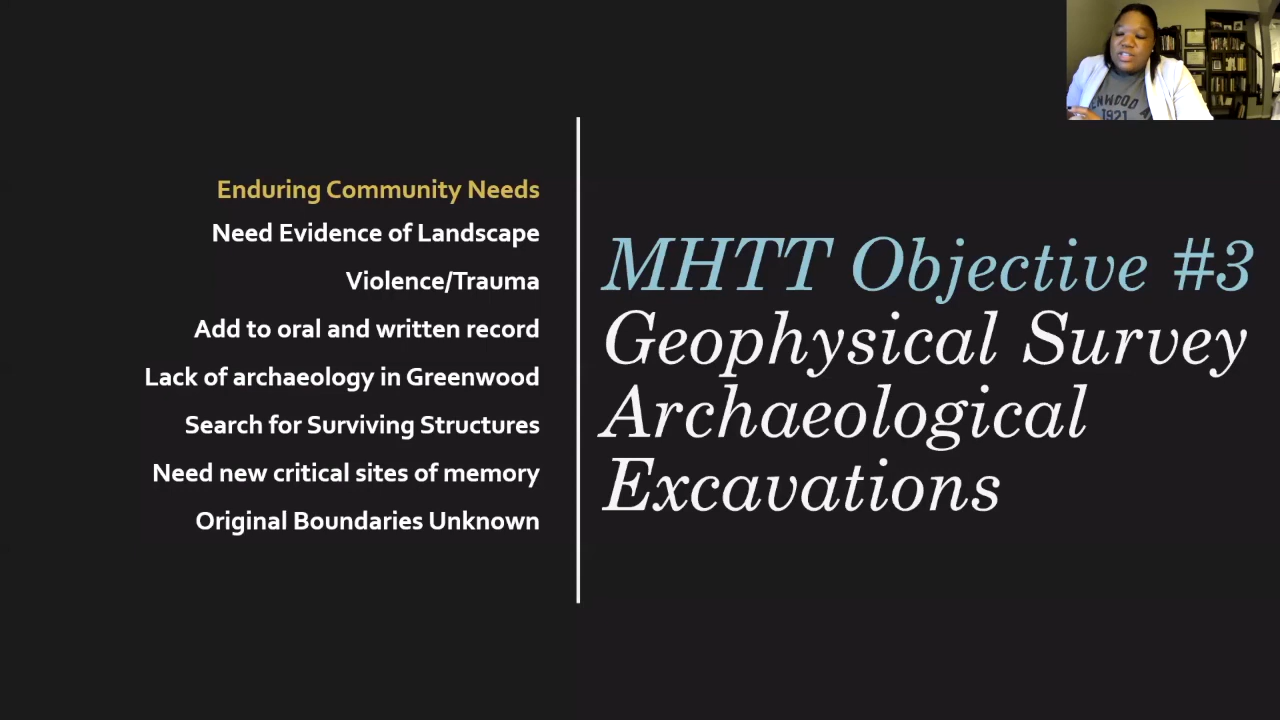 Enduring Community Needs
Need Evidence of Landscape
Violence/Trauma
Add to oral and written record
Lack of archaeology in Greenwood
Search for Surviving Structures
Need new critical sites of memory
Original Boundaries Unknown
MHTT Objective #3
Geophysical Survey
Archaeological
Excavations
1921